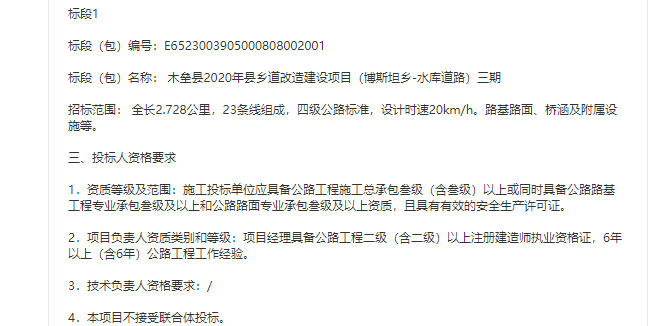 标段1
标段（包）编号：E6523003905000808002001
标段（包）名称： 木垒县2020年县乡道改造建设项目（博斯坦乡-水库道路）三期
招标范围： 全长2.728公里，23条线组成，四级公路标准，设计时速20km/h。路基路面、桥涵及附属设
施等。
三、投标人资格要求
1．资质等级及范围：施工投标单位应具备公路工程施工总承包叁级（含叁级）以上或同时具备公路路基
工程专业承包叁级及以上和公路路面专业承包叁级及以上资质，且具有有效的安全生产许可证。
2．项目负责人资质类别和等级：项目经理具备公路工程二级（含二级）以上注册建造师执业资格证，6年
以上（含6年）公路工程工作经验。
3．技术负责人资格要求：/
4．本项目不接受联合体投标。